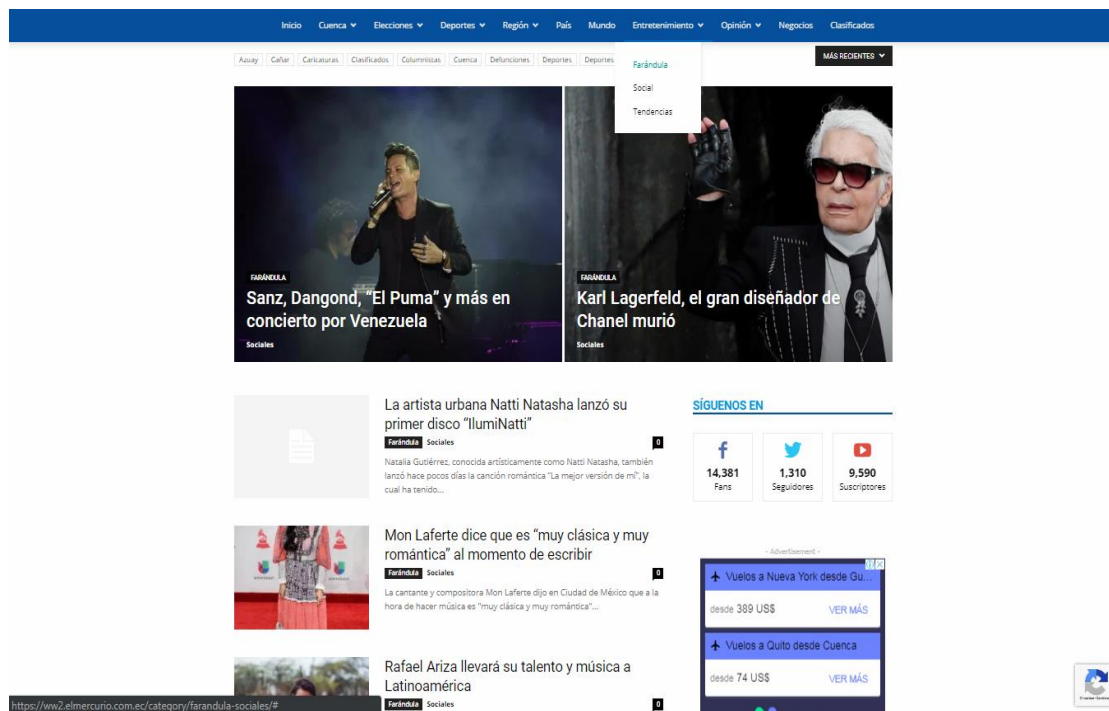 Inicio Cuenca Elecciones Deportes Región País Mundo Entretenimiento Opinión Negocios Clasificados
Azuay Cañar Caricaturas Clasificados Columnistas Cuenca Defunciones Deportes Deportes
MÁS RECIENTES
Farándula
Social
Tendencias
FARÁNDULA
Sanz, Dangond, “El Puma” y más en
concierto por Venezuela
Sociales
FARÁNDULA
Karl Lagerfeld, el gran diseñador de
Chanel murió
Sociales
La artista urbana Natti Natasha lanzó su
primer disco “IlumiNatti”
Farándula Sociales 0
Natalia Gutiérrez, conocida artísticamente como Natti Natasha, también
lanzó hace pocos días la canción romántica “La mejor versión de mí”, la
cual ha tenido...
Mon Laferte dice que es “muy clásica y muy
romántica” al momento de escribir
Farándula Sociales 0
La cantante y compositora Mon Laferte dijo en Ciudad de México que a la
hora de hacer música es "muy clásica y muy romántica"...
Rafael Ariza llevará su talento y música a
Latinoamérica
Farándula Sociales 0
SÍGUENOS EN
14,381 1,310 9,590
Fans Seguidores Suscriptores
- Advertisement -
Vuelos a Nueva York desde Gu...
desde 389 US$ VER MÁS
Vuelos a Quito desde Cuenca
desde 74 US$ VER MÁS
https://ww2.elmercurio.com.ec/category/farandula-sociales/#